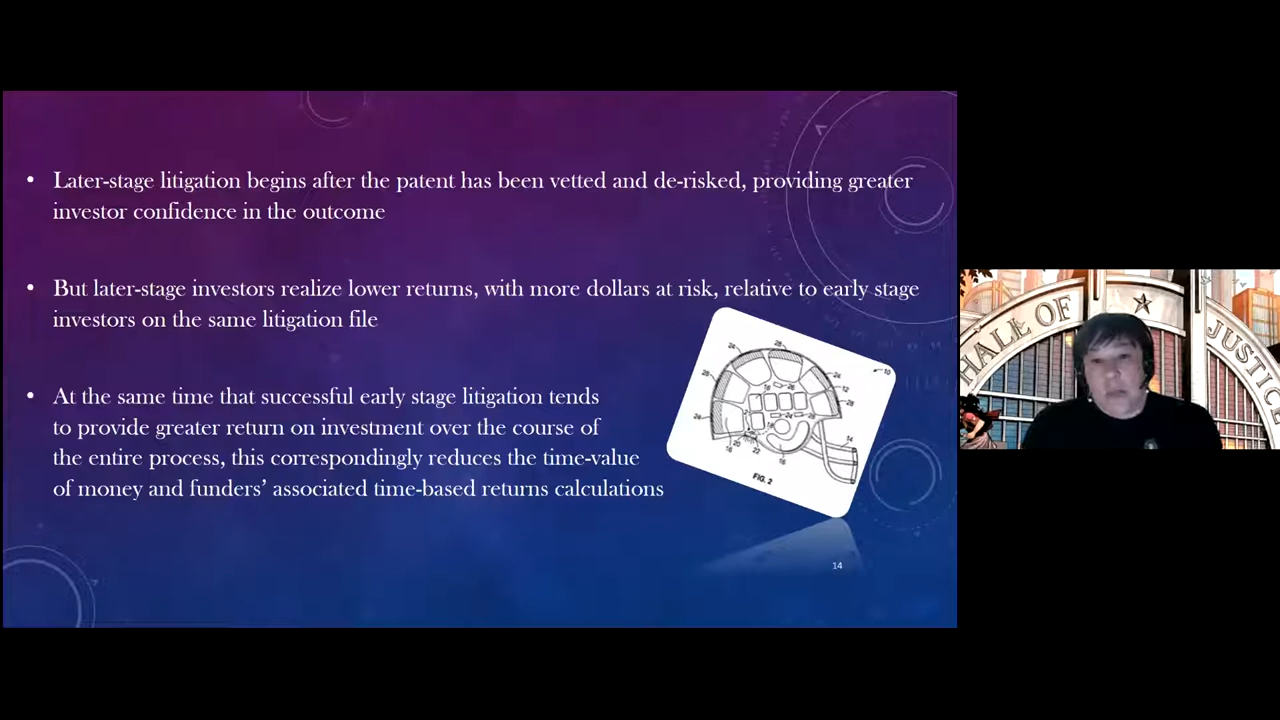 • Later-stage litigation begins after the patent has been vetted and de-risked, providing greater
investor confidence in the outcome
• But later-stage investors realize lower returns, with more dollars at risk, relative to early stage
investors on the same litigation file
• At the same time that successful early stage litigation tends
to provide greater return on investment over the course of
the entire process, this correspondingly reduces the time-value
of money and funders’ associated time-based returns calculations
FIG. 2
14
HALL OF JUSTICE